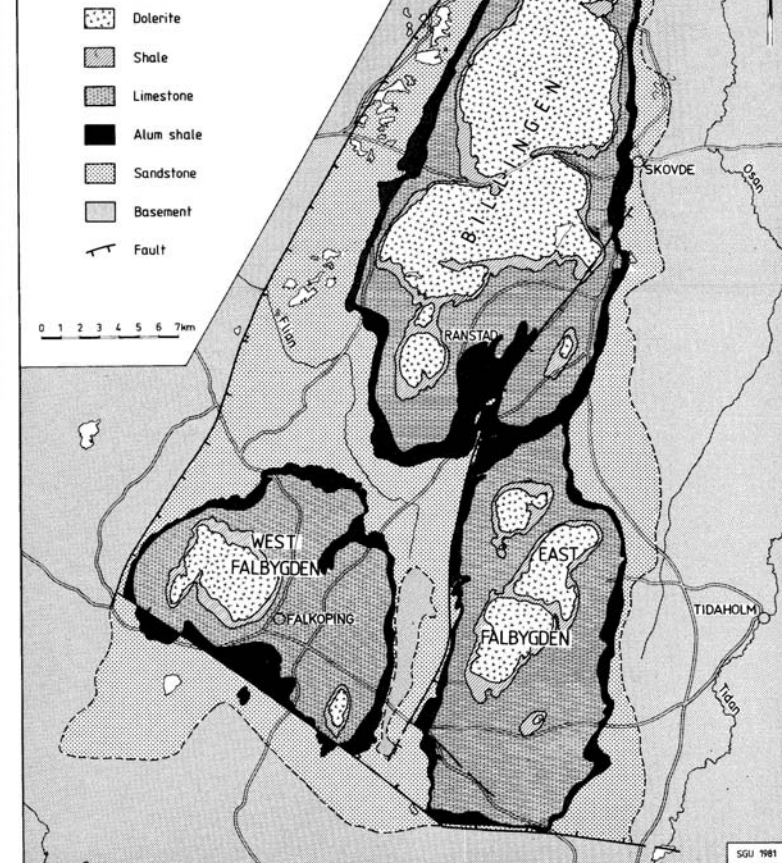 Dolerite
Shale
Limestone
Alum shale
Sandstone
Basement
Fault
0 1 2 3 4 5 6 7km
BILLINGEN
SKOVDE
Osan
Flian
RANSTAD
WEST
FALBYGDEN
FALKOPING
EAST
FALBYGDEN
TIDAHOLM
Tidan
SGU 1981